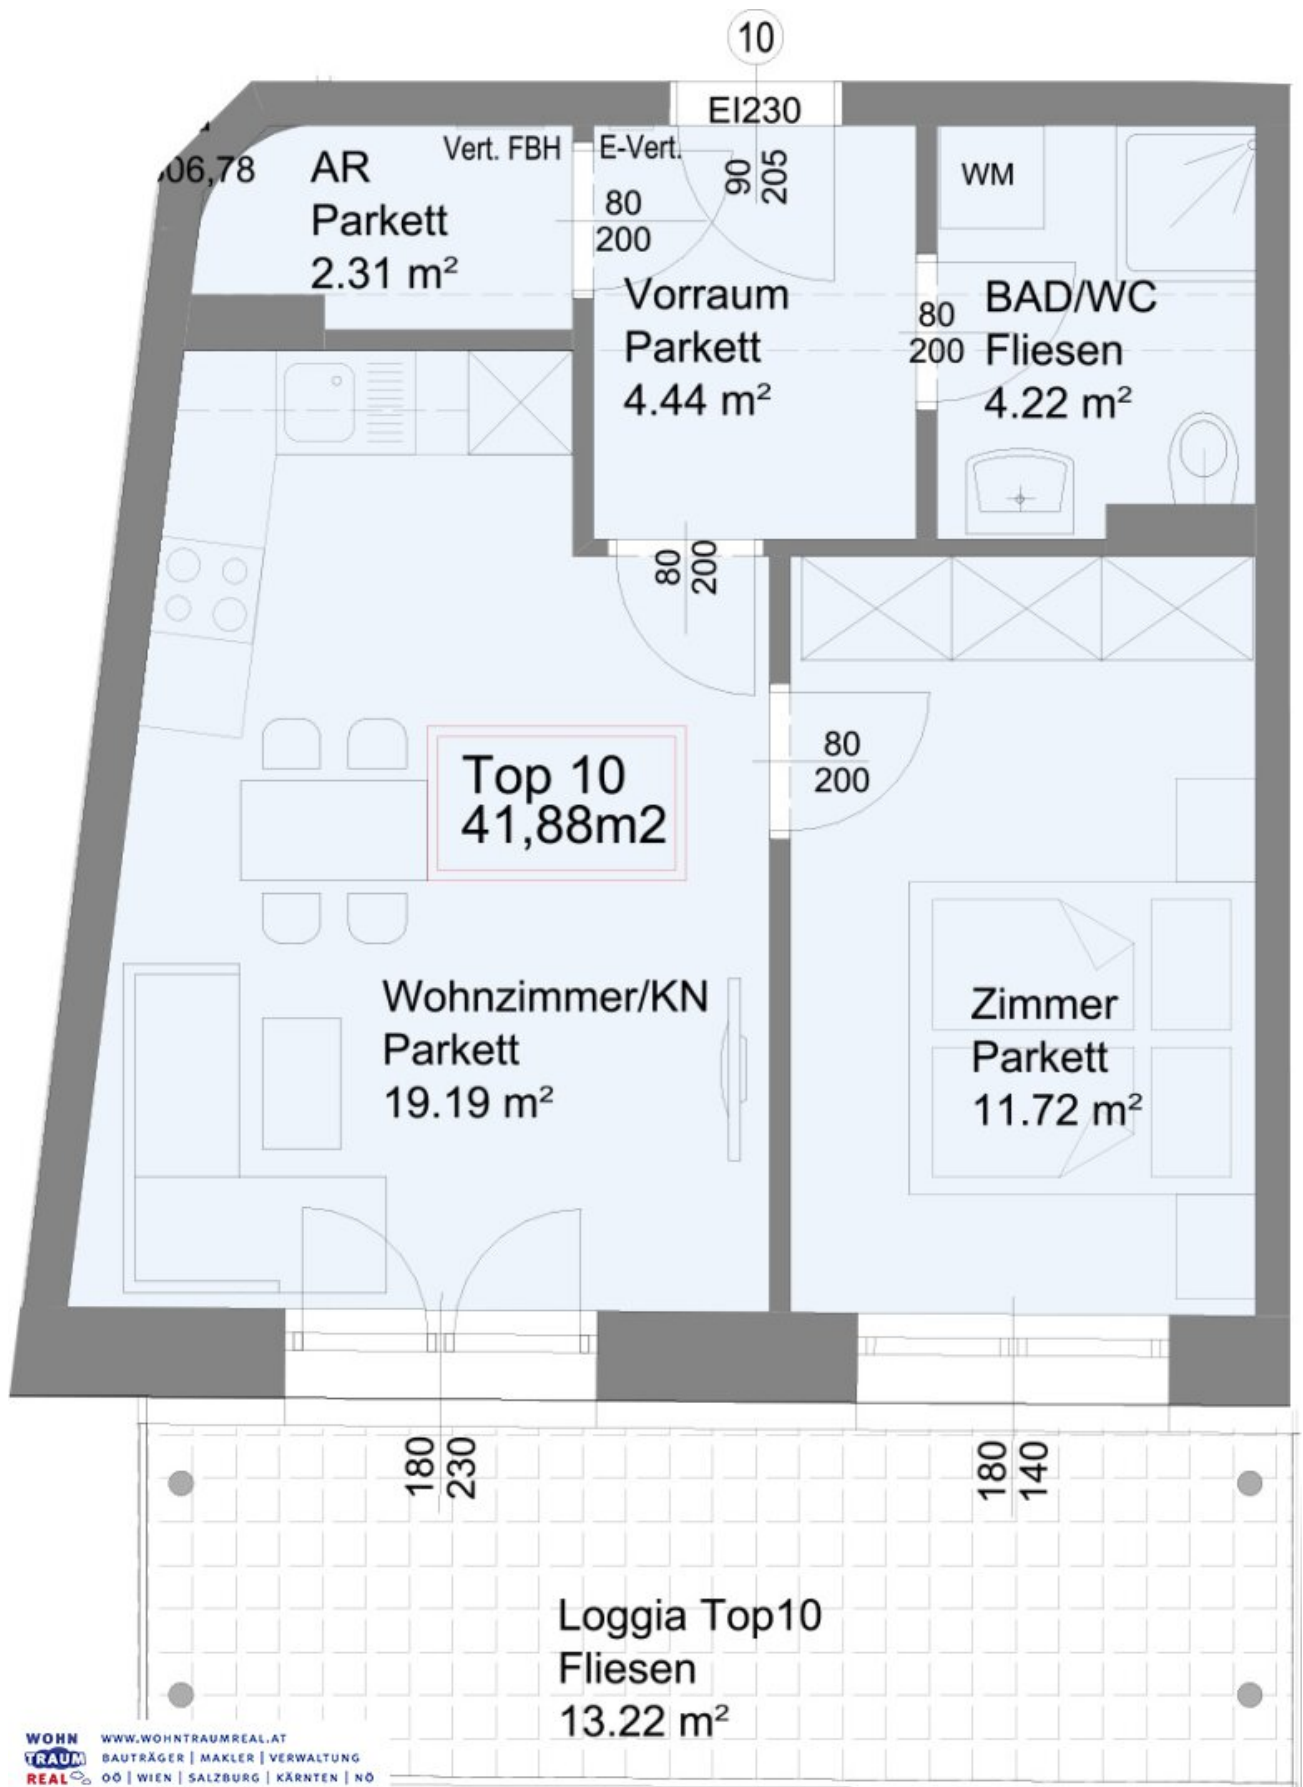 10
EI230
90
205
06,78
AR
Parkett
2.31 m²
Vert. FBH
E-Vert.
80
200
Vorraum
Parkett
4.44 m²
WM
80
200
BAD/WC
Fliesen
4.22 m²
80
200
80
200
Top 10
41,88m2
Wohnzimmer/KN
Parkett
19.19 m²
Zimmer
Parkett
11.72 m²
180
230
180
140
Loggia Top10
Fliesen
13.22 m²
WOHN
TRAUM
REAL
WWW.WOHNTRAUMREAL.AT
BAUTRÄGER | MAKLER | VERWALTUNG
OÖ | WIEN | SALZBURG | KÄRNTEN | NÖ